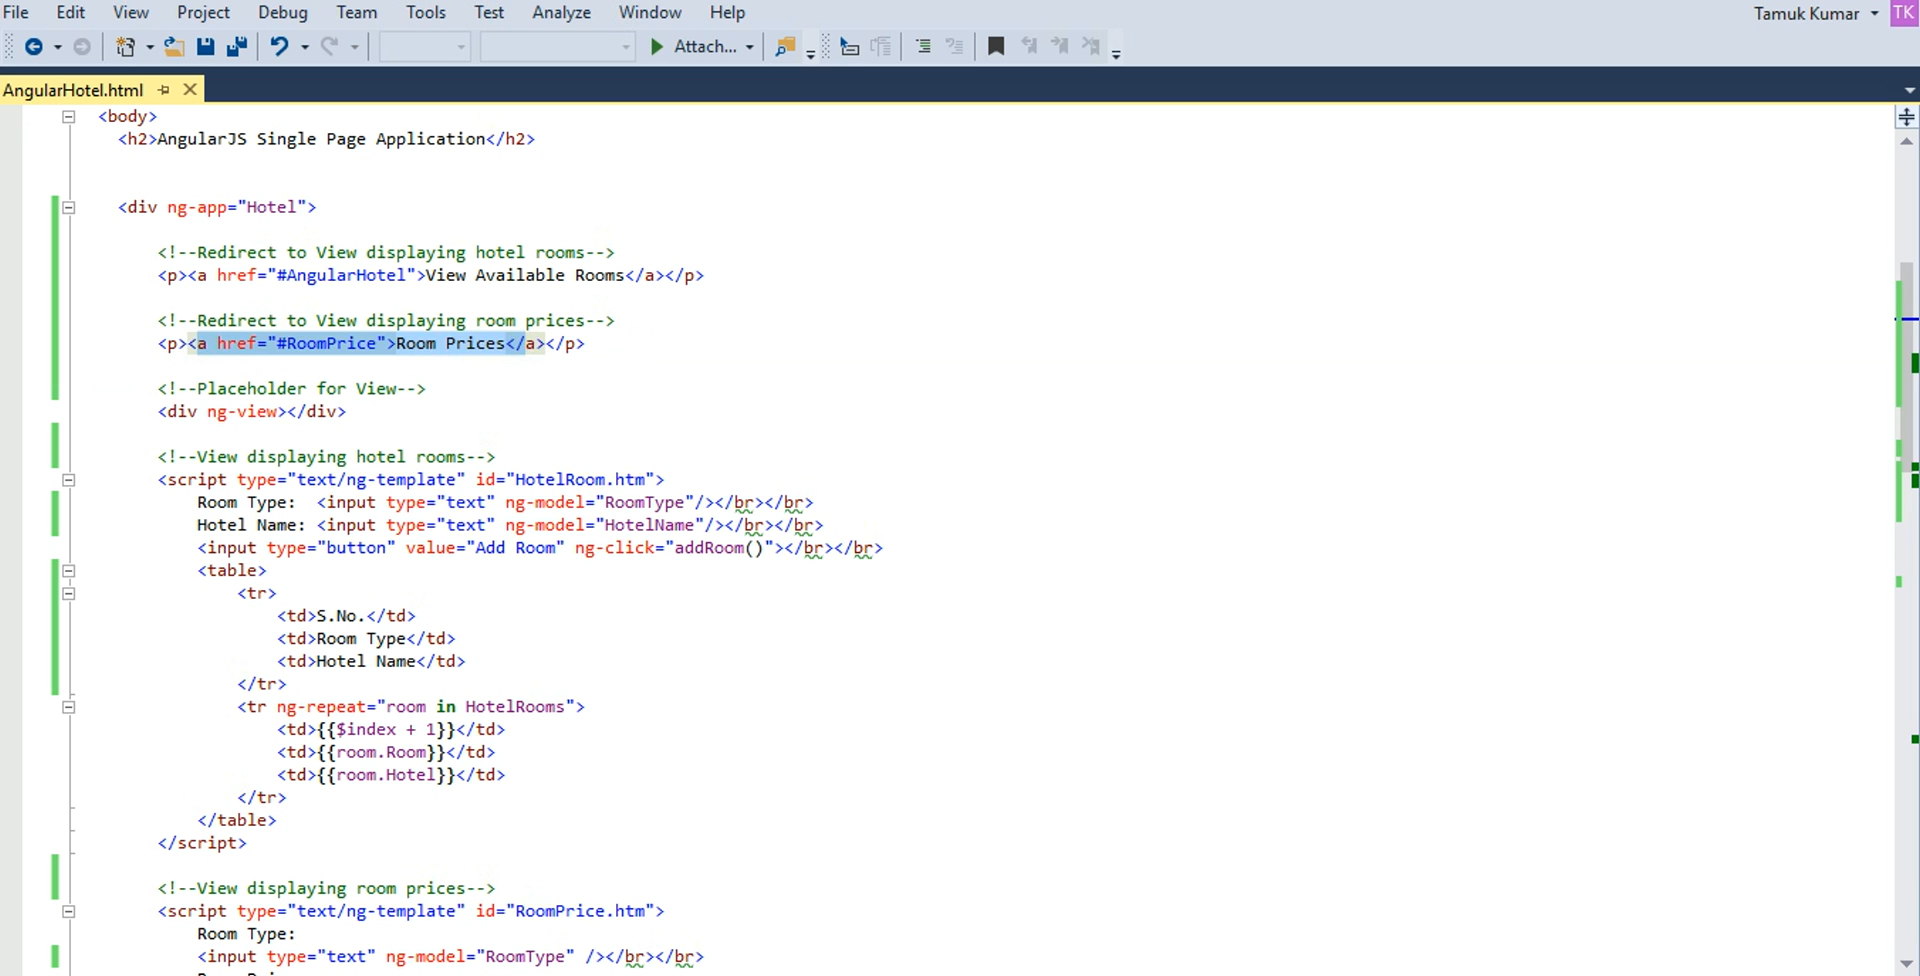 File Edit View Project Debug Team Tools Test Analyze Window Help
Tamuk Kumar TK
Attach...
AngularHotel.html
<body>
<h2>AngularJS Single Page Application</h2>
<div ng-app="Hotel">
<!--Redirect to View displaying hotel rooms-->
<p><a href="#AngularHotel">View Available Rooms</a></p>
<!--Redirect to View displaying room prices-->
<p><a href="#RoomPrice">Room Prices</a></p>
<!--Placeholder for View-->
<div ng-view></div>
<!--View displaying hotel rooms-->
<script type="text/ng-template" id="HotelRoom.htm">
Room Type: <input type="text" ng-model="RoomType"/></br></br>
Hotel Name: <input type="text" ng-model="HotelName"/></br></br>
<input type="button" value="Add Room" ng-click="addRoom()"></br></br>
<table>
<tr>
<td>S.No.</td>
<td>Room Type</td>
<td>Hotel Name</td>
</tr>
<tr ng-repeat="room in HotelRooms">
<td>{{$index + 1}}</td>
<td>{{room.Room}}</td>
<td>{{room.Hotel}}</td>
</tr>
</table>
</script>
<!--View displaying room prices-->
<script type="text/ng-template" id="RoomPrice.htm">
Room Type:
<input type="text" ng-model="RoomType" /></br></br>